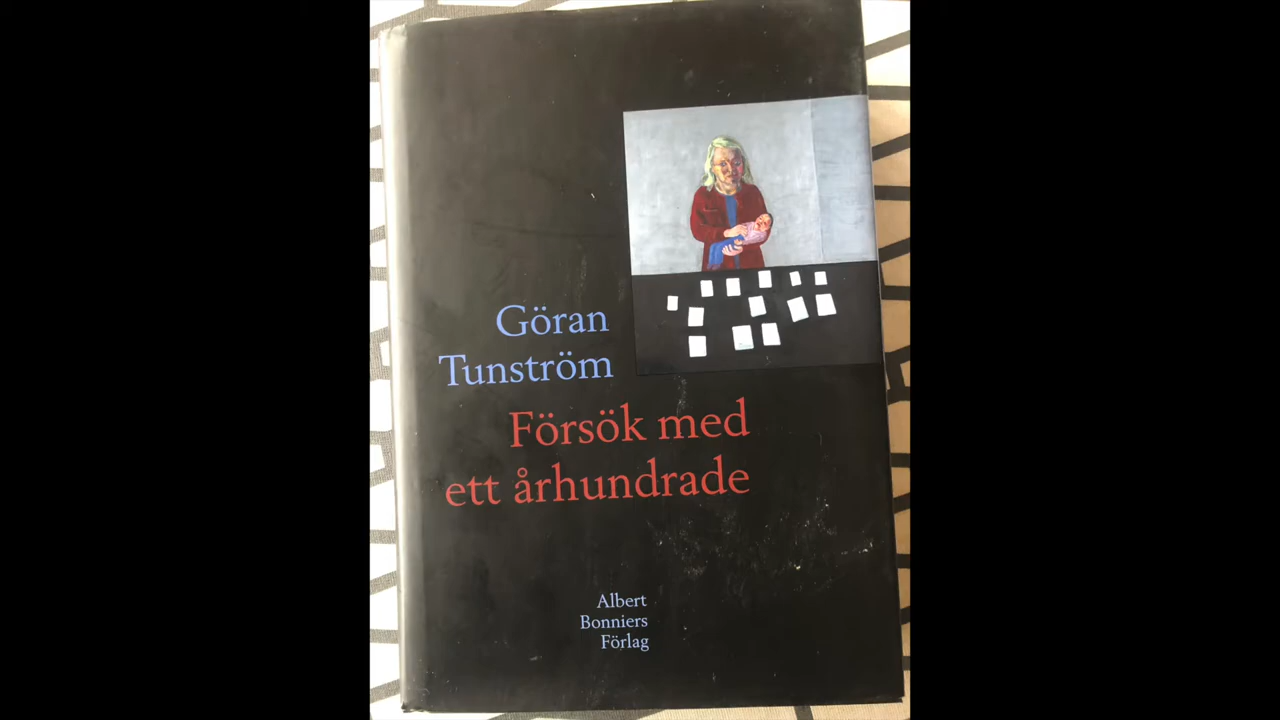 Göran
Tunström
Försök med
ett århundrade
Albert
Bonniers
Förlag